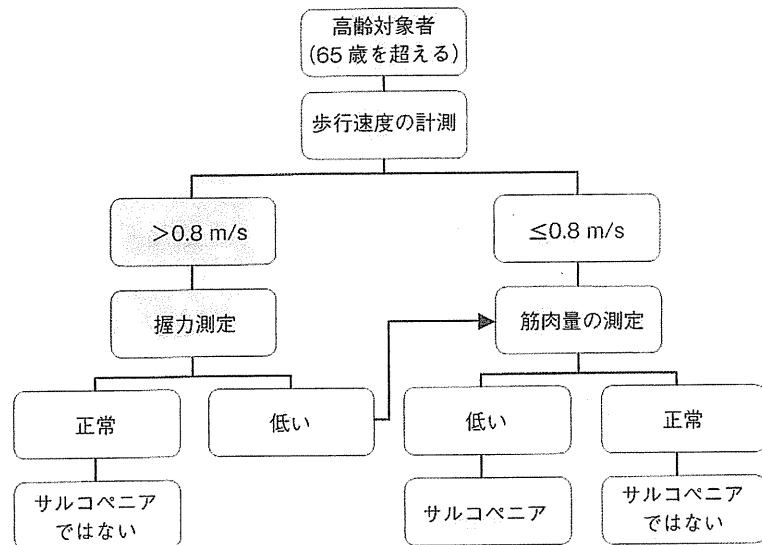 高齢対象者
(65 歳を超える)
歩行速度の計測
>0.8 m/s
≤0.8 m/s
握力測定
筋肉量の測定
正常
低い
低い
正常
サルコペニア
ではない
サルコペニア
サルコペニア
ではない